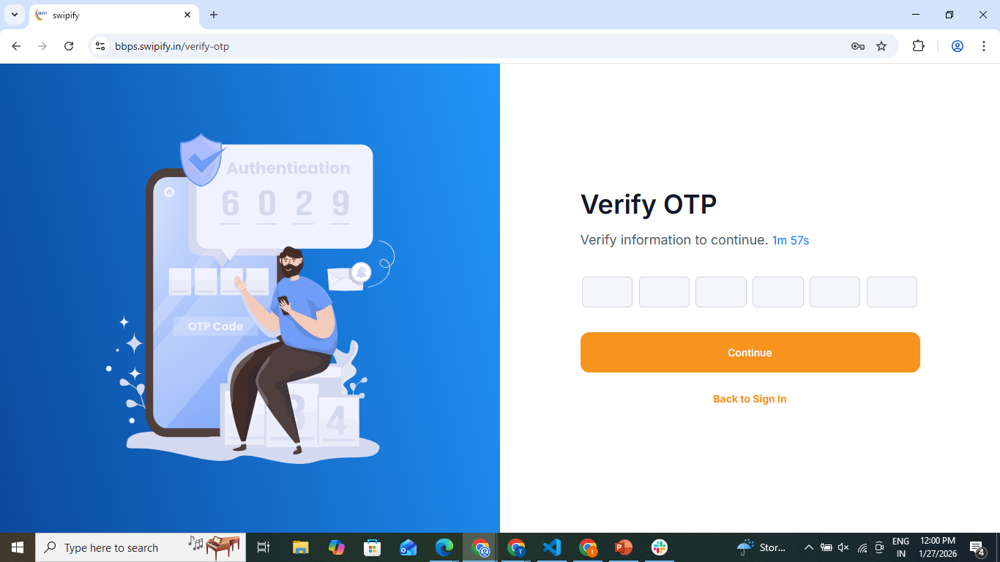 swipify
bbps.swipify.in/verify-otp
Authentication
6 0 2 9
OTP Code
3 4
Verify OTP
Verify information to continue. 1m 57s
Continue
Back to Sign In
Type here to search
Stor...
ENG
IN
12:00 PM
1/27/2026
4